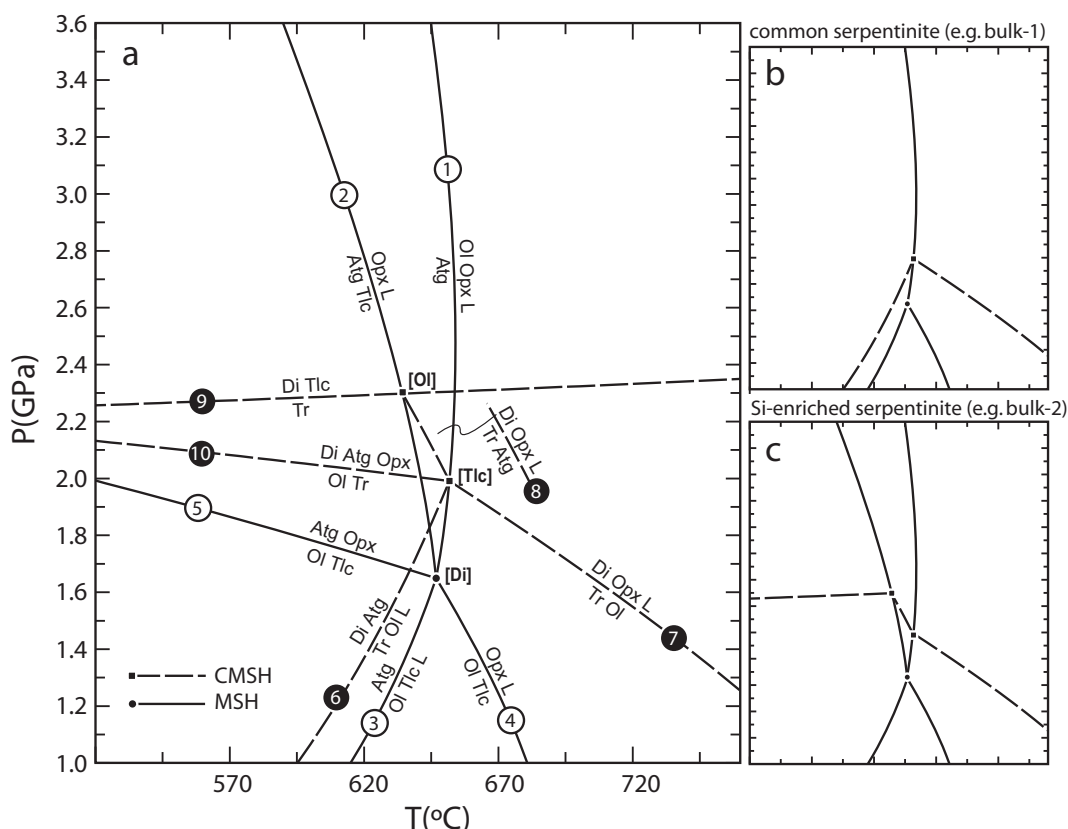 a
3.6
3.4
3.2
3.0
2.8
2.6
2.4
2.2
2.0
1.8
1.6
1.4
1.2
1.0
P(GPa)
570
620
670
720
T(ºC)
1
2
Opx L
Atg Tlc
Ol Opx L
Atg
[Ol]
Di Tlc
Tr
9
10
Di Atg Opx
Ol Tr
[Tlc]
Di Opx L
Tr Atg
8
5
Atg Opx
Ol Tlc
[Di]
Di Opx L
Tr Ol
7
Di Atg
Tr Ol L
6
Atg
Ol Tlc L
3
Opx L
Ol Tlc
4
CMSH
MSH
common serpentinite (e.g. bulk-1)
b
Si-enriched serpentinite (e.g. bulk-2)
c